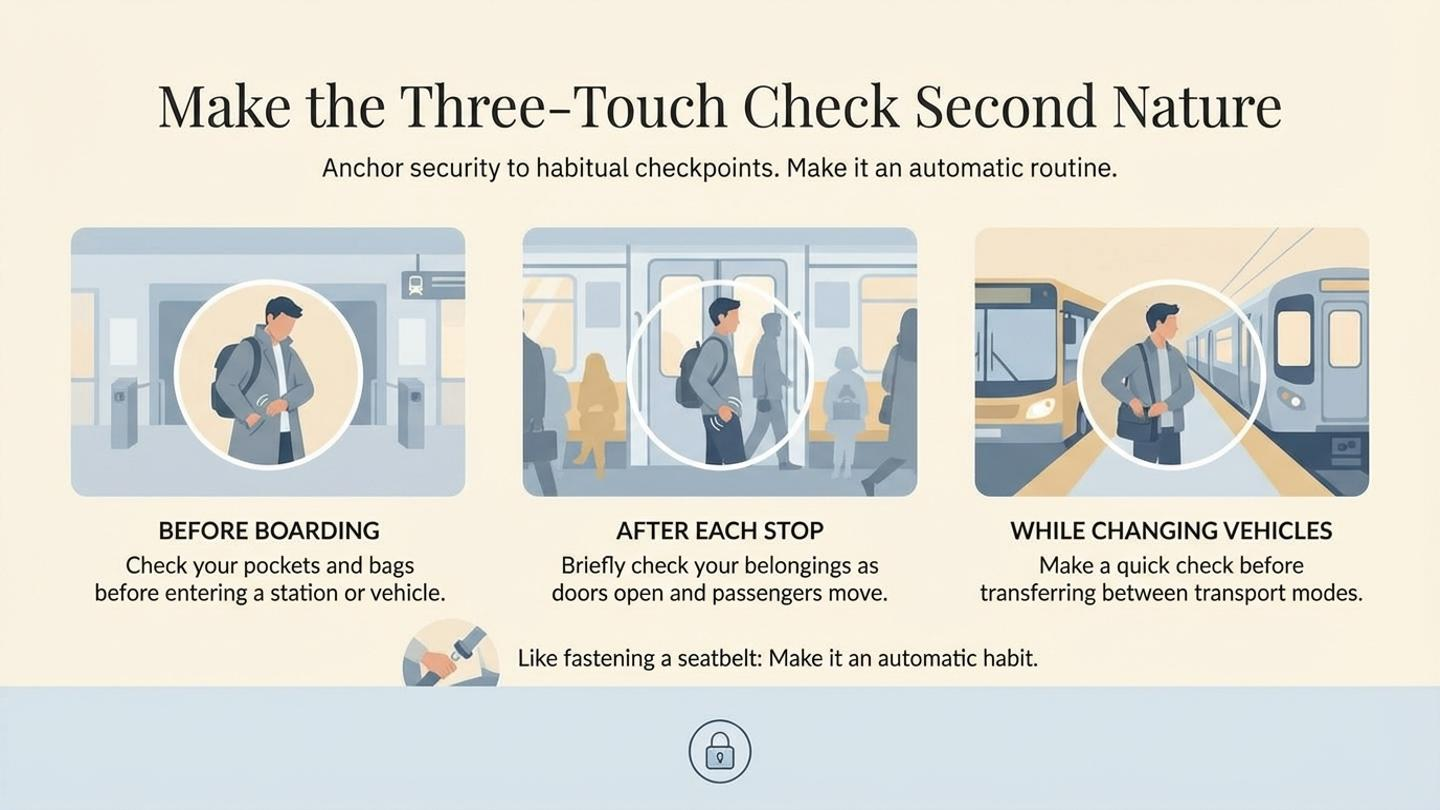 Make the Three-Touch Check Second Nature
Anchor security to habitual checkpoints. Make it an automatic routine.
BEFORE BOARDING
Check your pockets and bags
before entering a station or vehicle.
AFTER EACH STOP
Briefly check your belongings as
doors open and passengers move.
WHILE CHANGING VEHICLES
Make a quick check before
transferring between transport modes.
Like fastening a seatbelt: Make it an automatic habit.